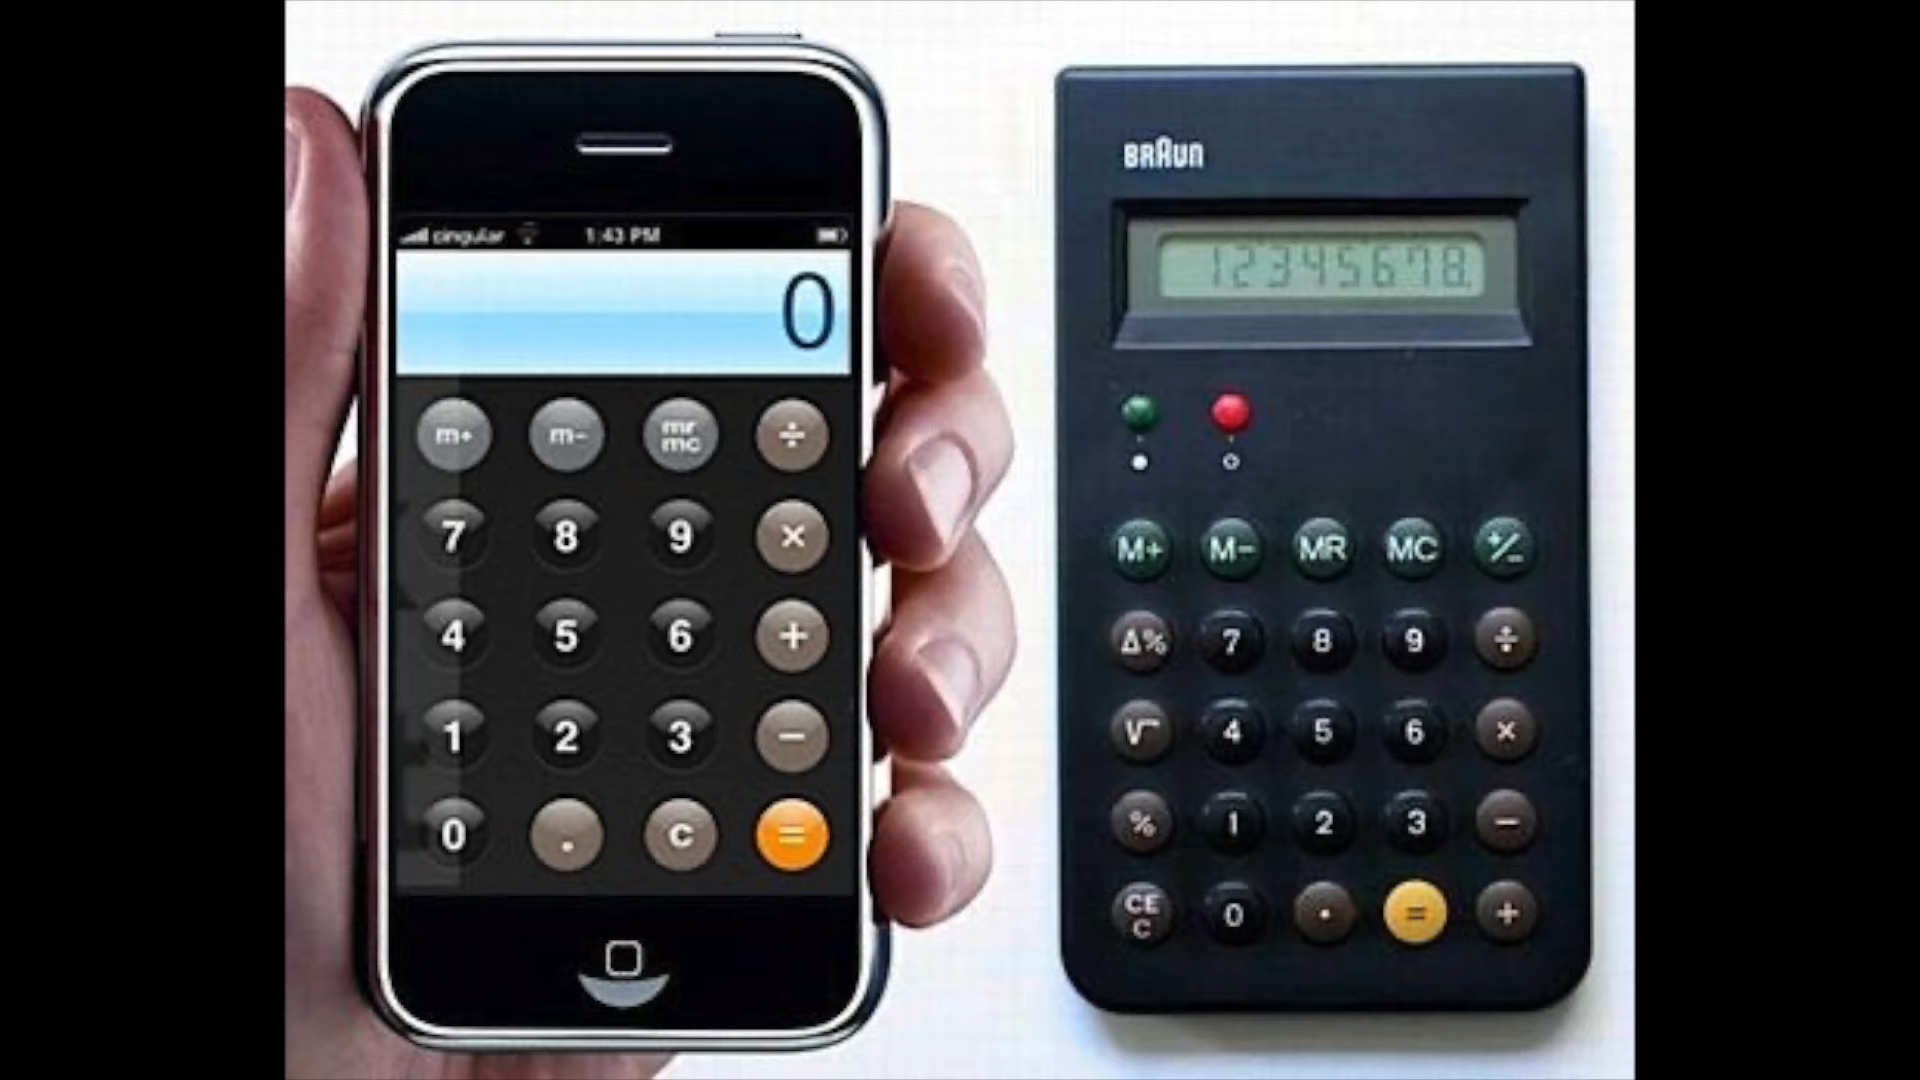 cingular 1:43 PM
0
m+ m- mr mc ÷
7 8 9 ×
4 5 6 +
1 2 3 −
0 . c =
BRAUN
12345678.
M+ M− MR MC +/−
Δ% 7 8 9 ÷
√ 4 5 6 ×
% 1 2 3 −
CE C 0 · = +